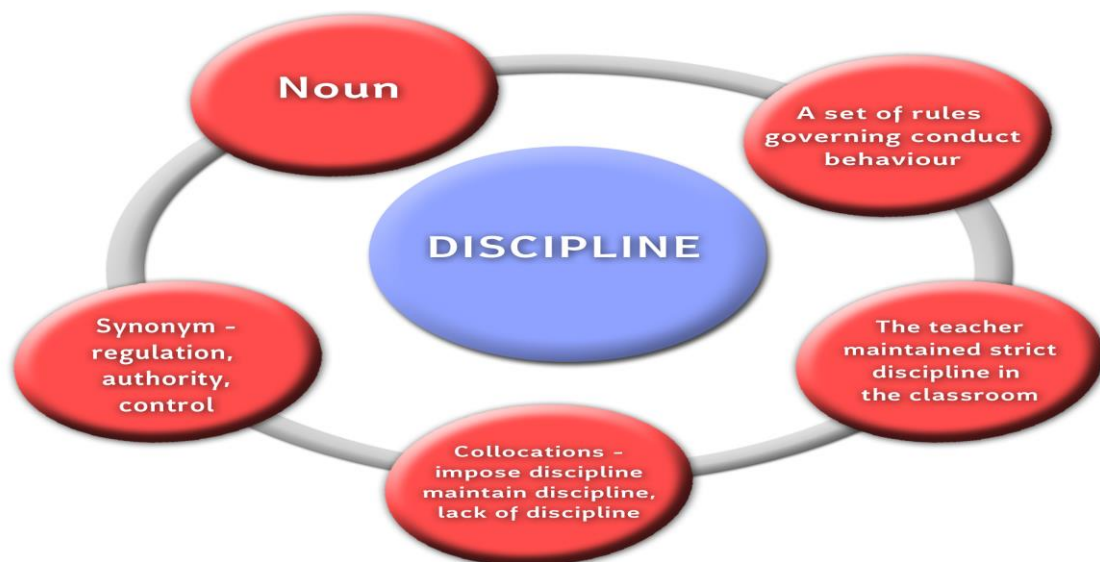 Noun
A set of rules
governing conduct
behaviour
DISCIPLINE
The teacher
maintained strict
discipline in
the classroom
Collocations -
impose discipline
maintain discipline,
lack of discipline
Synonym -
regulation,
authority,
control